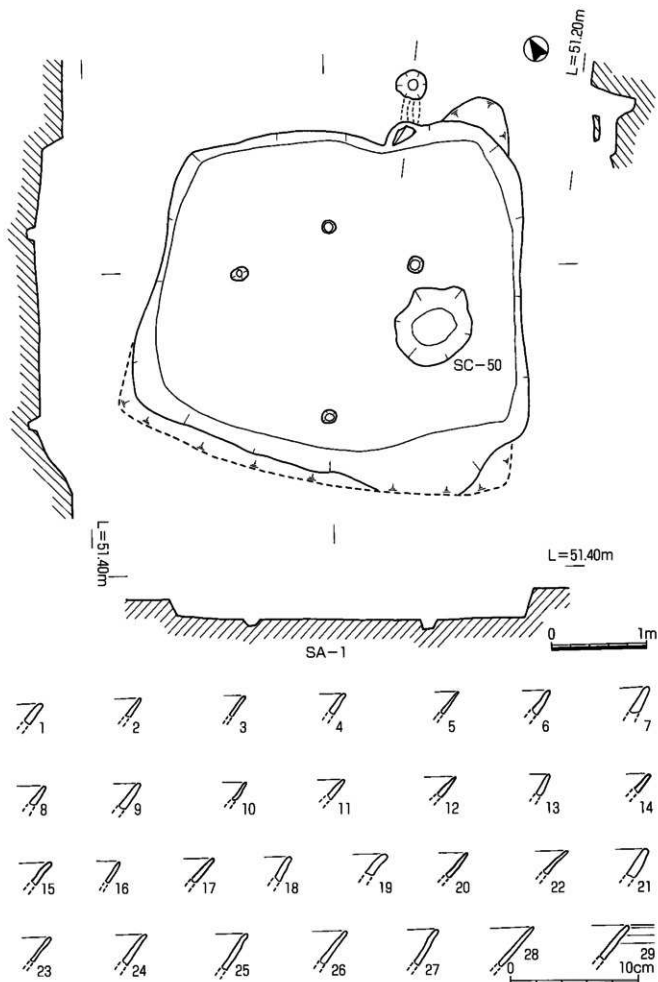 L=51.20m
SC-50
L=51.40m
L=51.40m
0 1m
SA-1
1 2 3 4 5 6 7
8 9 10 11 12 13 14
15 16 17 18 19 20 22 21
23 24 25 26 27 28 29
0 10cm